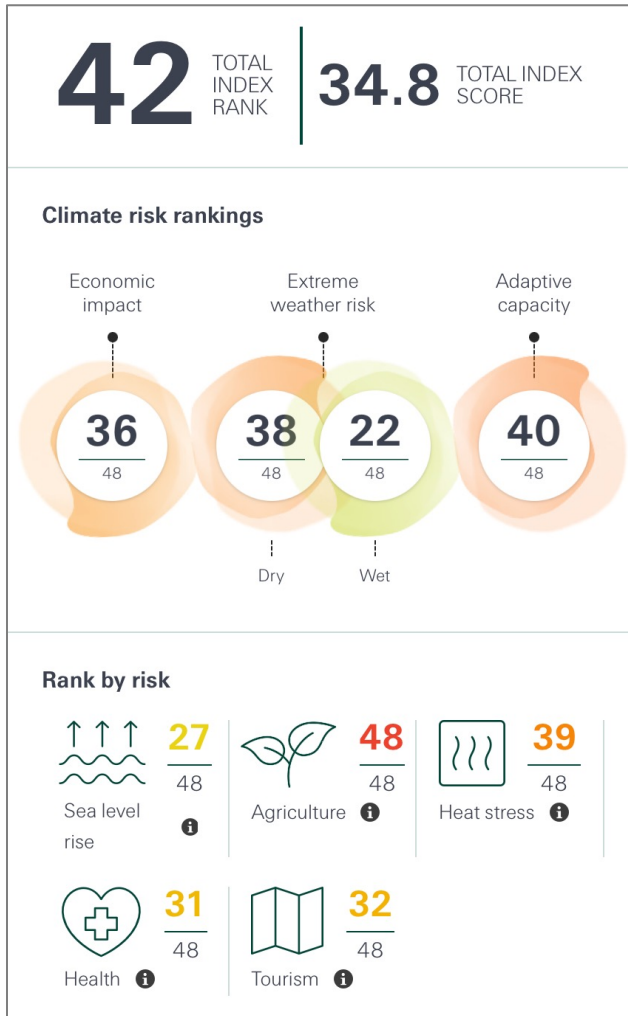 42
TOTAL
INDEX
RANK
34.8
TOTAL INDEX
SCORE
Climate risk rankings
Economic
impact
Extreme
weather risk
Adaptive
capacity
36
48
38
48
22
48
40
48
Dry
Wet
Rank by risk
27
48
Sea level
rise
i
48
48
Agriculture i
39
48
Heat stress i
31
48
Health i
32
48
Tourism i